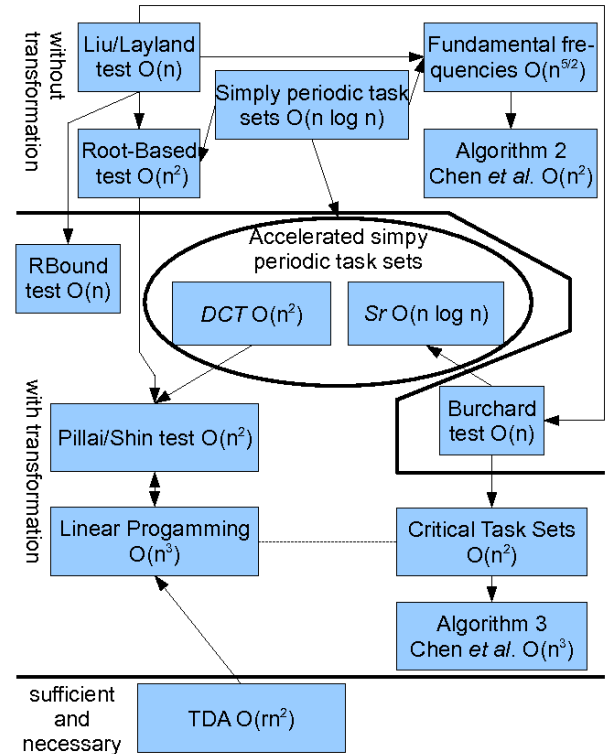 without
transformation
Liu/Layland
test O(n)
Fundamental fre-
quencies O(n^5/2)
Simply periodic task
sets O(n log n)
Root-Based
test O(n²)
Algorithm 2
Chen et al. O(n²)
Accelerated simpy
periodic task sets
RBound
test O(n)
DCT O(n²)
Sr O(n log n)
with transformation
Pillai/Shin test O(n²)
Burchard
test O(n)
Linear Progamming
O(n³)
Critical Task Sets
O(n²)
Algorithm 3
Chen et al. O(n³)
sufficient
and
necessary
TDA O(rn²)